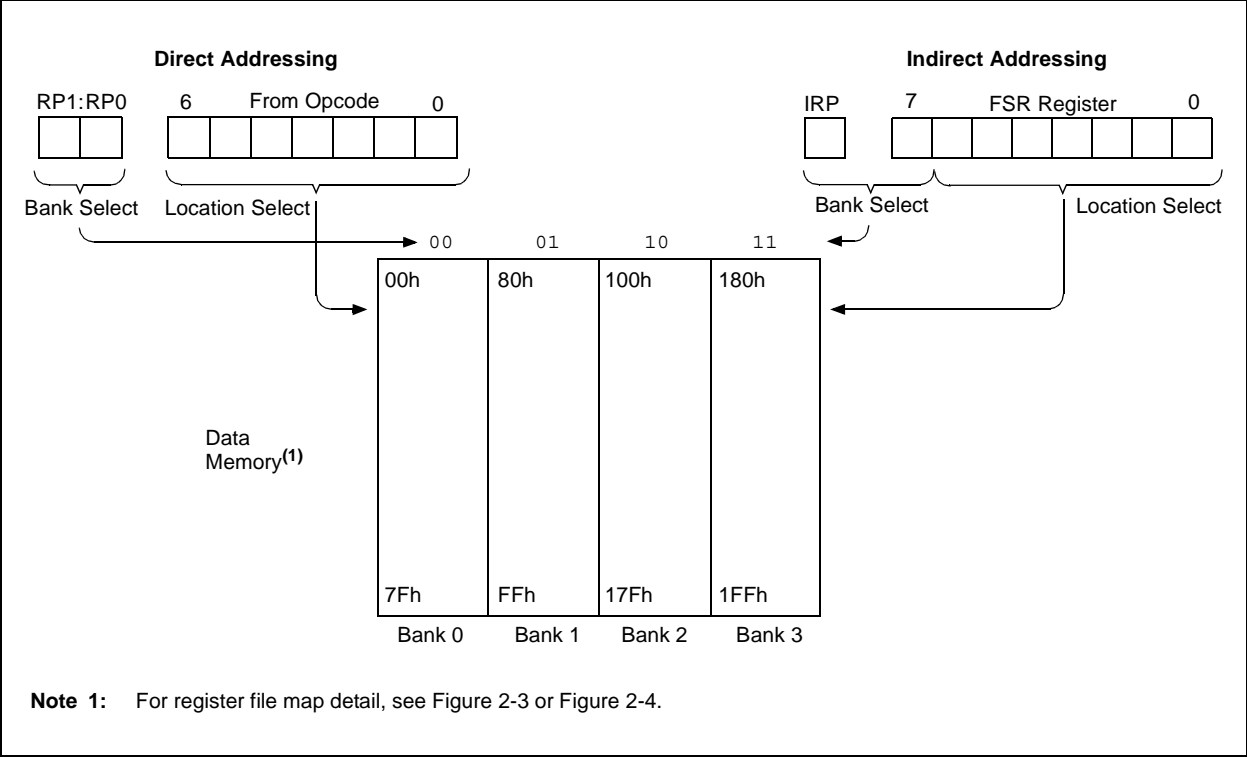 Direct Addressing Indirect Addressing
RP1:RP0 6 From Opcode 0 IRP 7 FSR Register 0
Bank Select Location Select Bank Select Location Select
00 01 10 11
00h 80h 100h 180h
Data
Memory(1)
7Fh FFh 17Fh 1FFh
Bank 0 Bank 1 Bank 2 Bank 3
Note 1: For register file map detail, see Figure 2-3 or Figure 2-4.